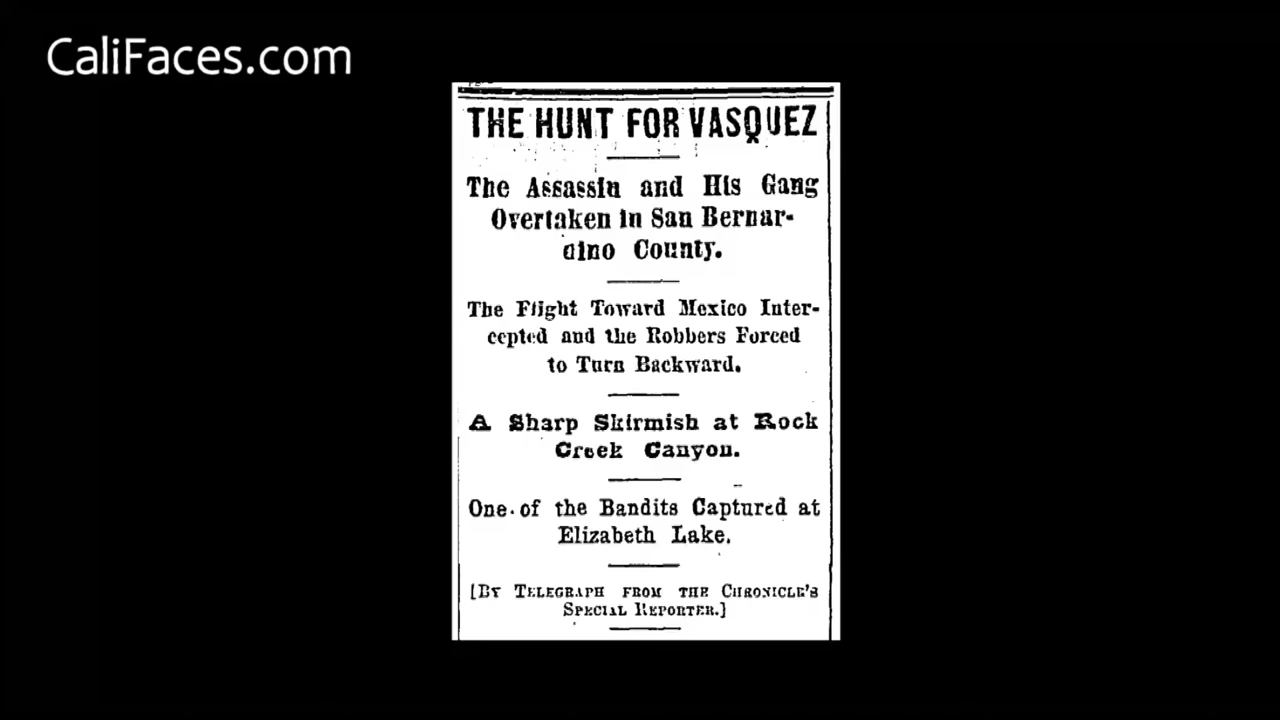 CaliFaces.com
THE HUNT FOR VASQUEZ
The Assassin and His Gang
Overtaken in San Bernar-
dino County.
The Flight Toward Mexico Inter-
cepted and the Robbers Forced
to Turn Backward.
A Sharp Skirmish at Rock
Creek Canyon.
One of the Bandits Captured at
Elizabeth Lake.
[BY TELEGRAPH FROM THE CHRONICLE'S
SPECIAL REPORTER.]